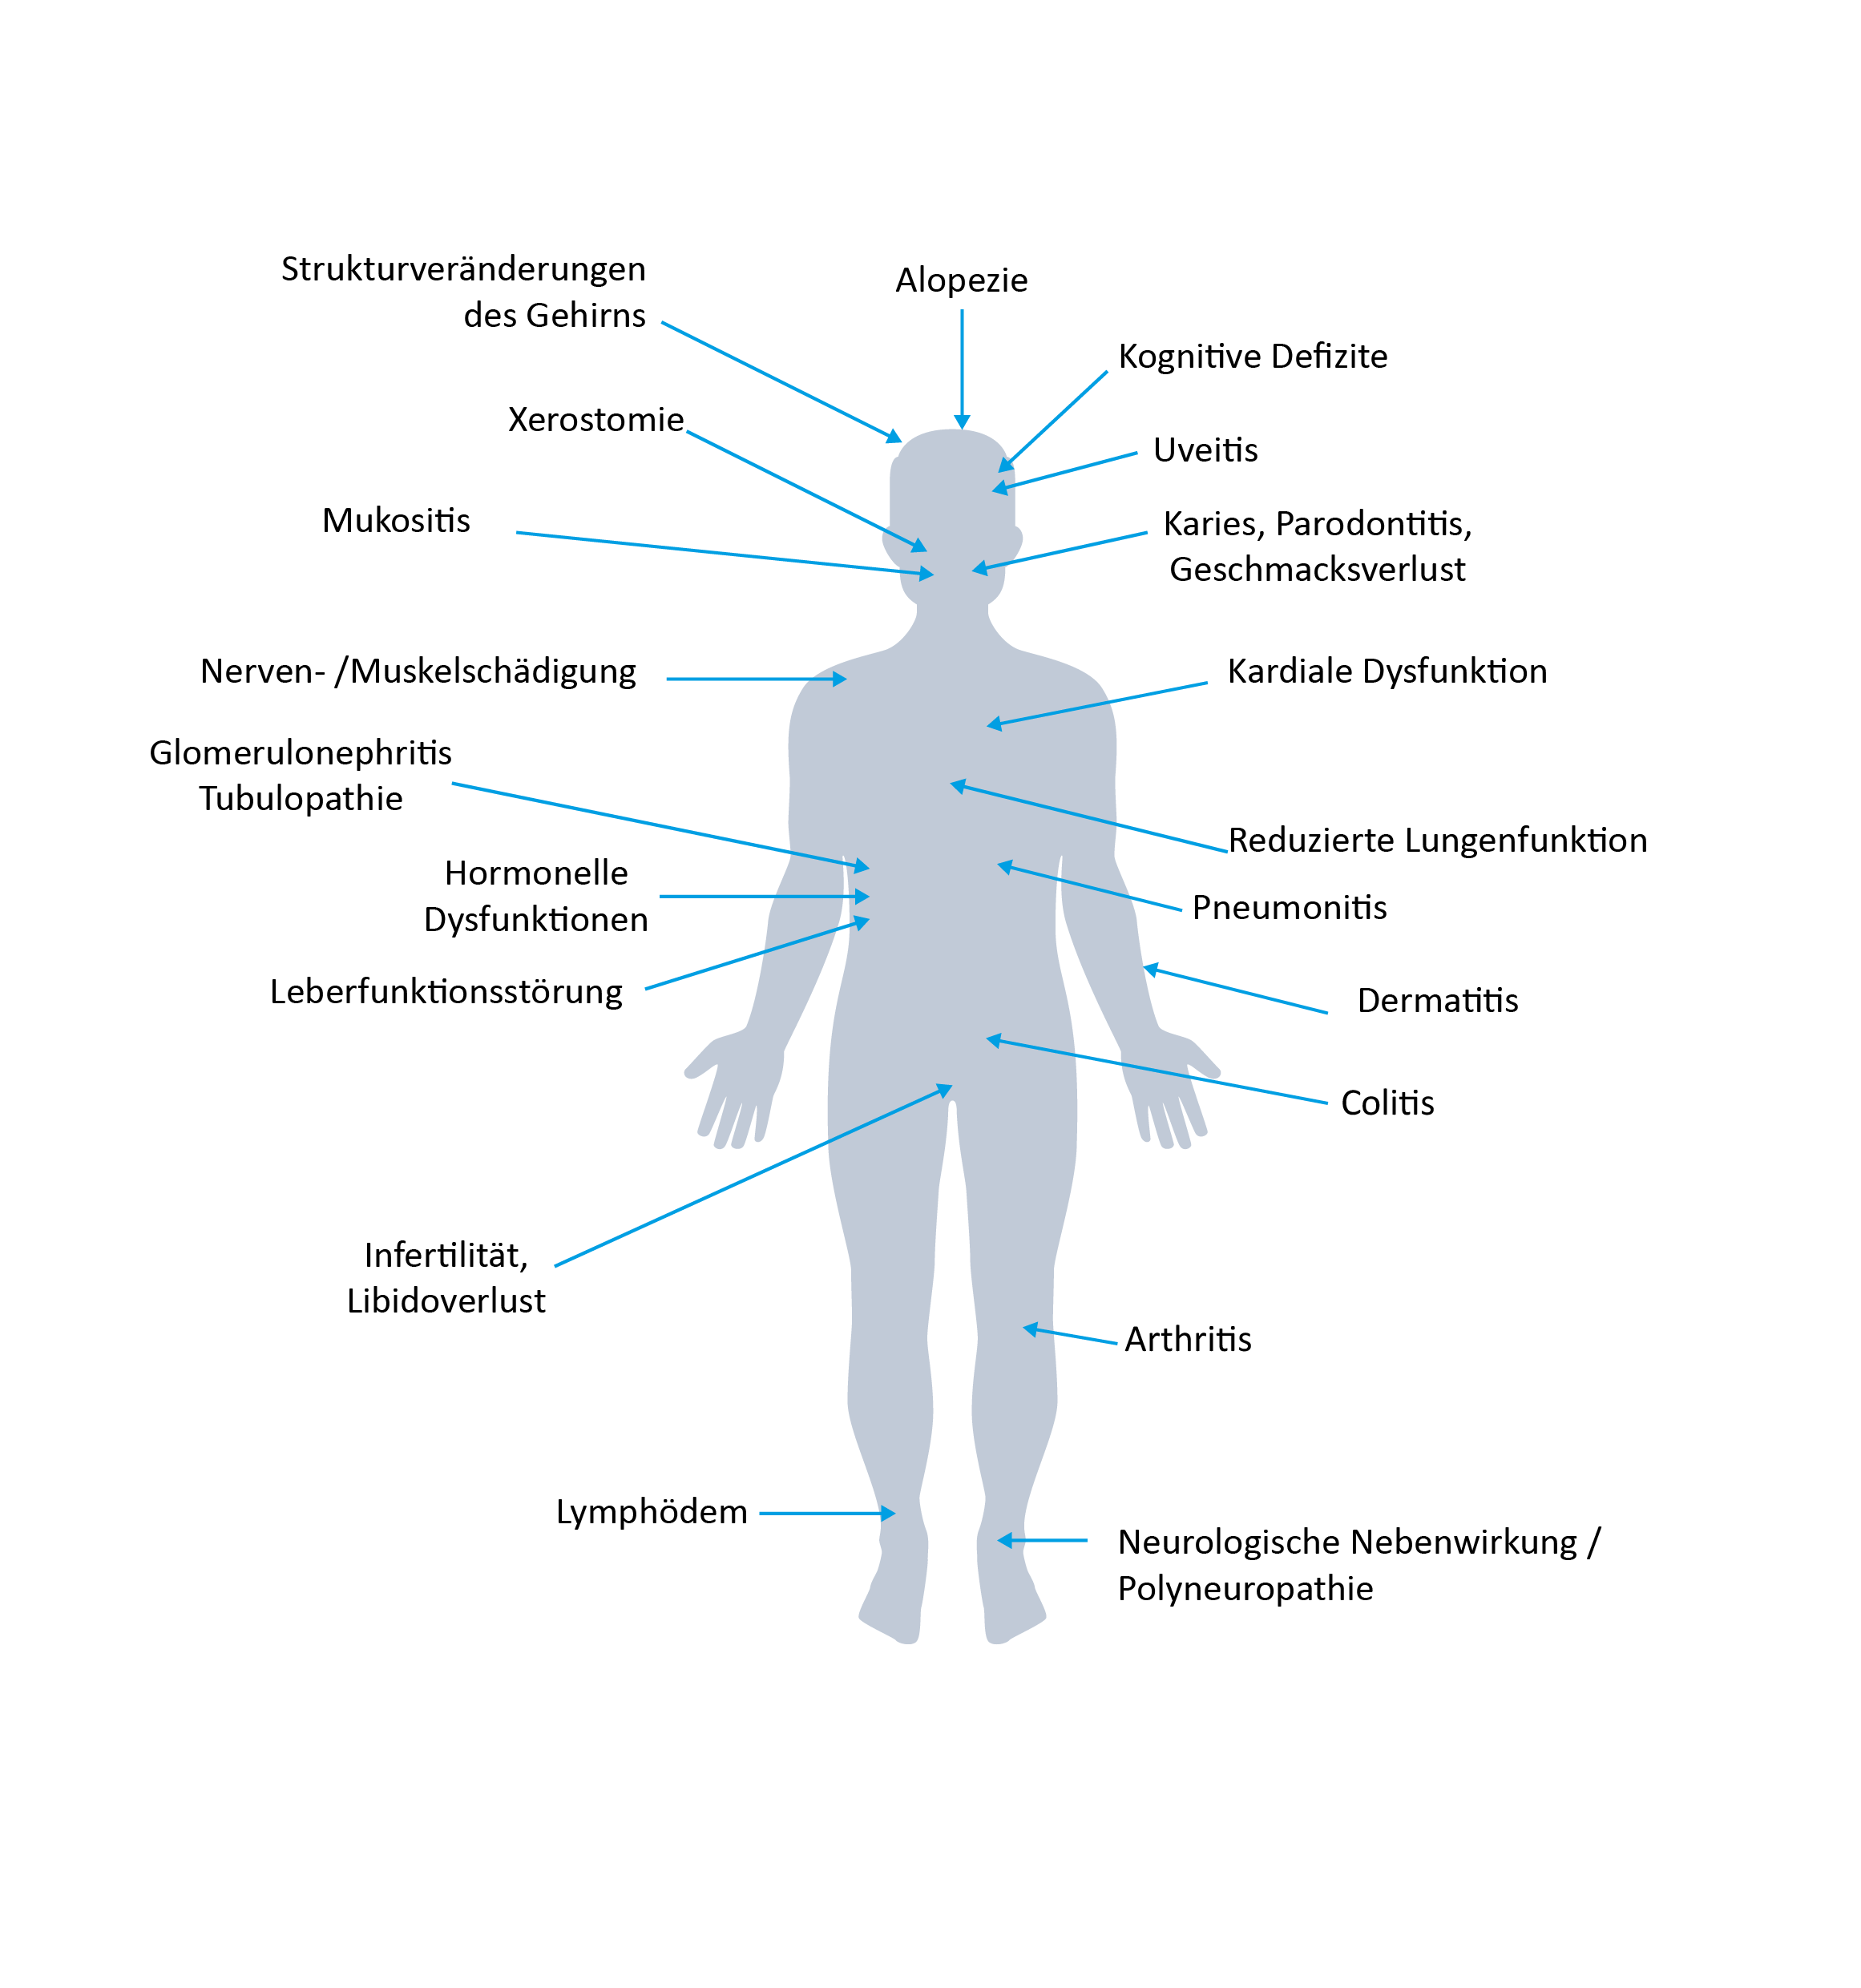 Strukturveränderungen
des Gehirns
Alopezie
Kognitive Defizite
Xerostomie
Uveitis
Mukositis
Karies, Parodontitis,
Geschmacksverlust
Nerven- /Muskelschädigung
Kardiale Dysfunktion
Glomerulonephritis
Tubulopathie
Reduzierte Lungenfunktion
Hormonelle
Dysfunktionen
Pneumonitis
Leberfunktionsstörung
Dermatitis
Colitis
Infertilität,
Libidoverlust
Arthritis
Lymphödem
Neurologische Nebenwirkung /
Polyneuropathie